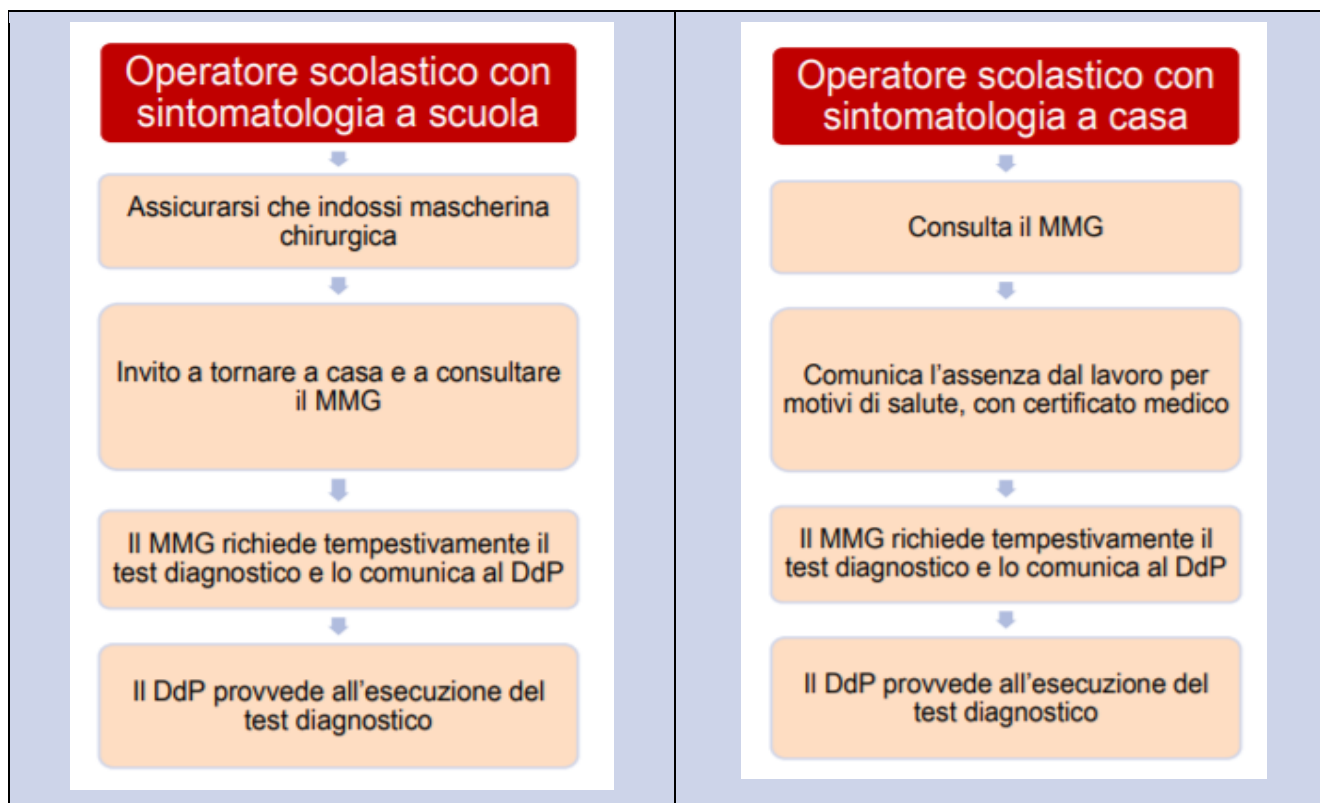 Operatore scolastico con
sintomatologia a scuola
Assicurarsi che indossi mascherina
chirurgica
Invito a tornare a casa e a consultare
il MMG
Il MMG richiede tempestivamente il
test diagnostico e lo comunica al DdP
Il DdP provvede all'esecuzione del
test diagnostico
Operatore scolastico con
sintomatologia a casa
Consulta il MMG
Comunica l'assenza dal lavoro per
motivi di salute, con certificato medico
Il MMG richiede tempestivamente il
test diagnostico e lo comunica al DdP
Il DdP provvede all'esecuzione del
test diagnostico